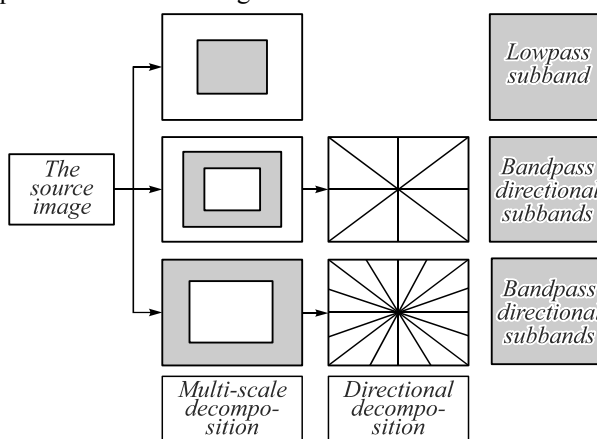 Lowpass
subband
The
source
image
Bandpass
directional
subbands
Bandpass
directional
subbands
Multi-scale
decompo-
sition
Directional
decompo-
sition